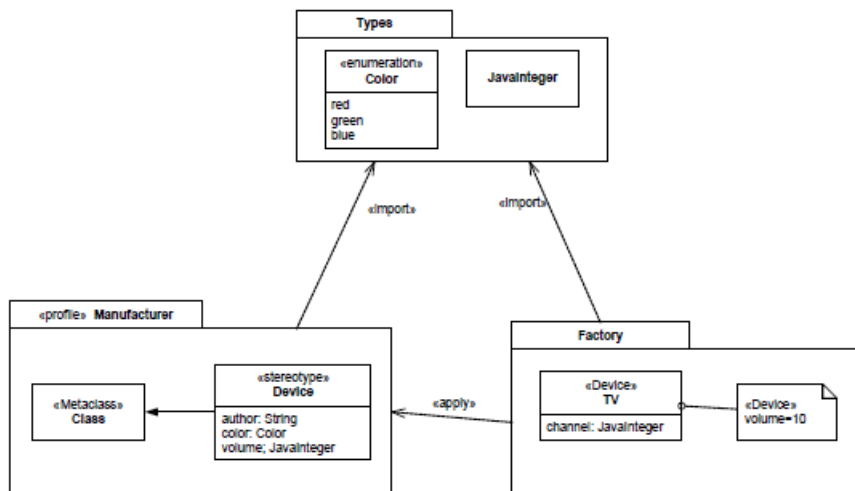 Types
«enumeration»
Color
red
green
blue
JavaInteger
«import»
«import»
«profile» Manufacturer
«Metaclass»
Class
«stereotype»
Device
author: String
color: Color
volume; JavaInteger
«apply»
Factory
«Device»
TV
channel: JavaInteger
«Device»
volume=10